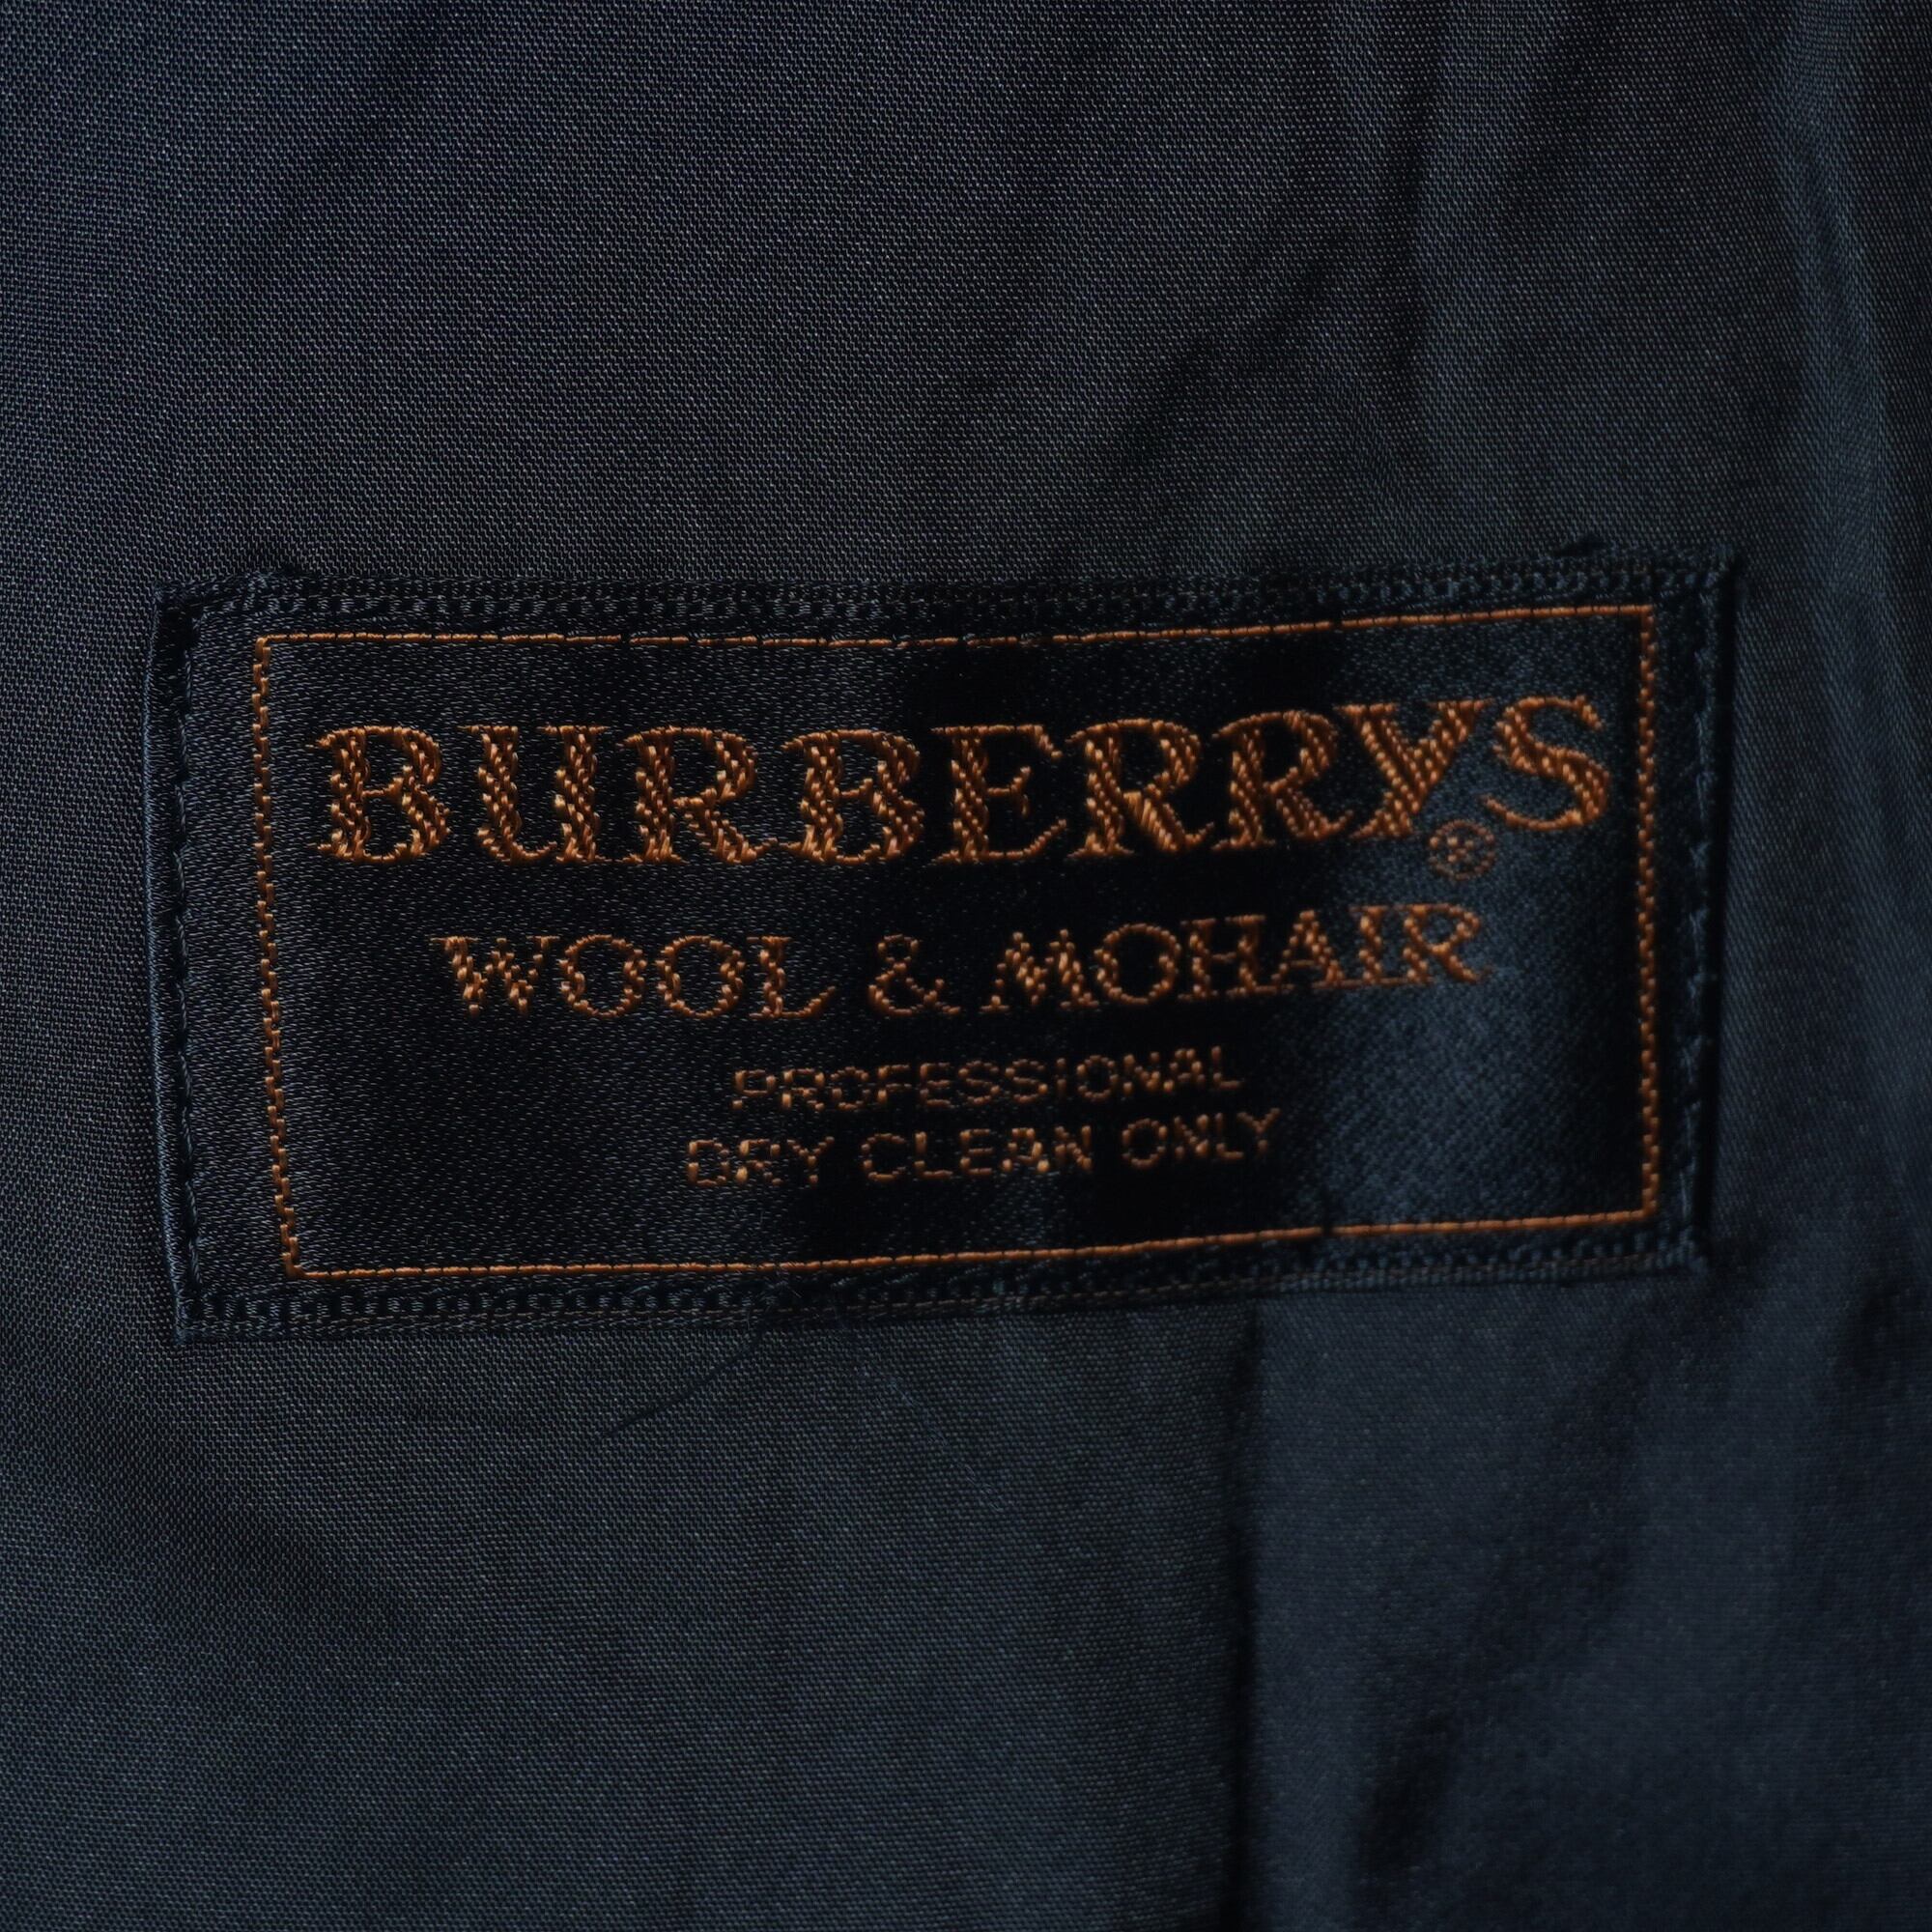 BURBERRYS
®
WOOL & MOHAIR
PROFESSIONAL
DRY CLEAN ONLY